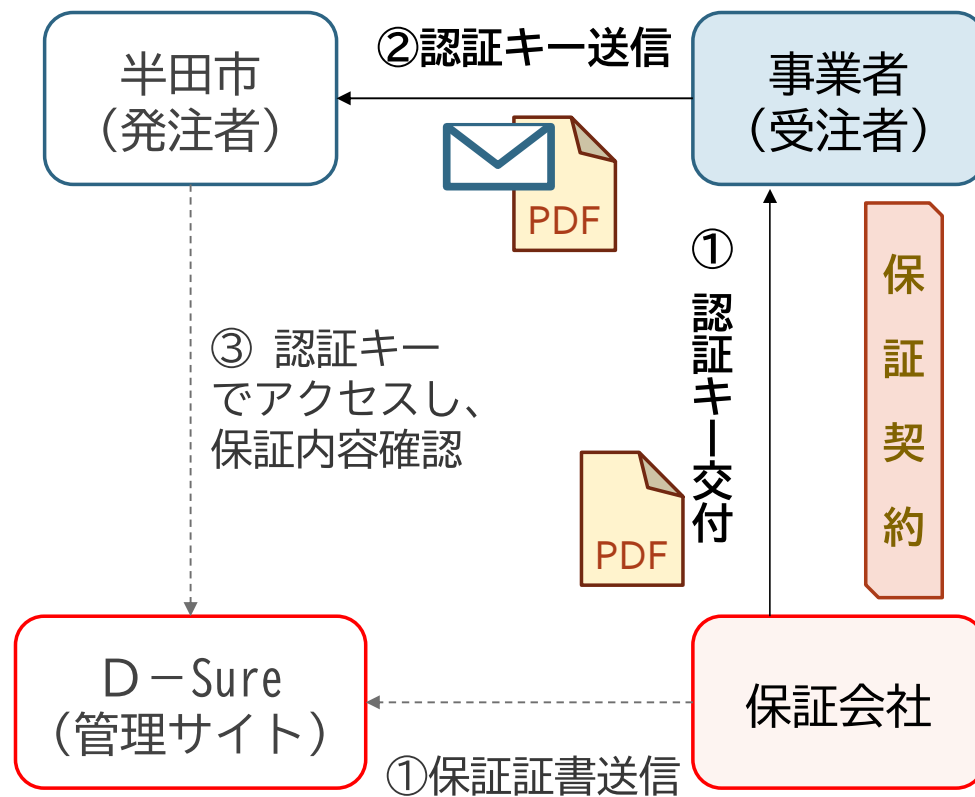 半田市
（発注者）
②認証キー送信
事業者
（受注者）
PDF
① 認証キー交付
保証契約
③ 認証キー
でアクセスし、
保証内容確認
PDF
Ｄ－Sure
（管理サイト）
保証会社
①保証証書送信